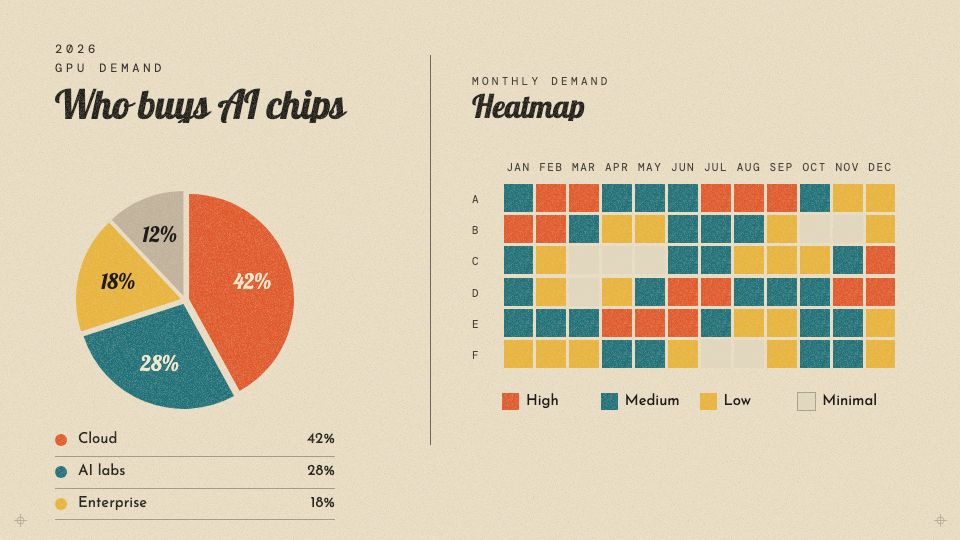 2026
GPU DEMAND
Who buys AI chips
12%
42%
18%
28%
Cloud 42%
AI labs 28%
Enterprise 18%
MONTHLY DEMAND
Heatmap
JAN FEB MAR APR MAY JUN JUL AUG SEP OCT NOV DEC
A
B
C
D
E
F
High Medium Low Minimal